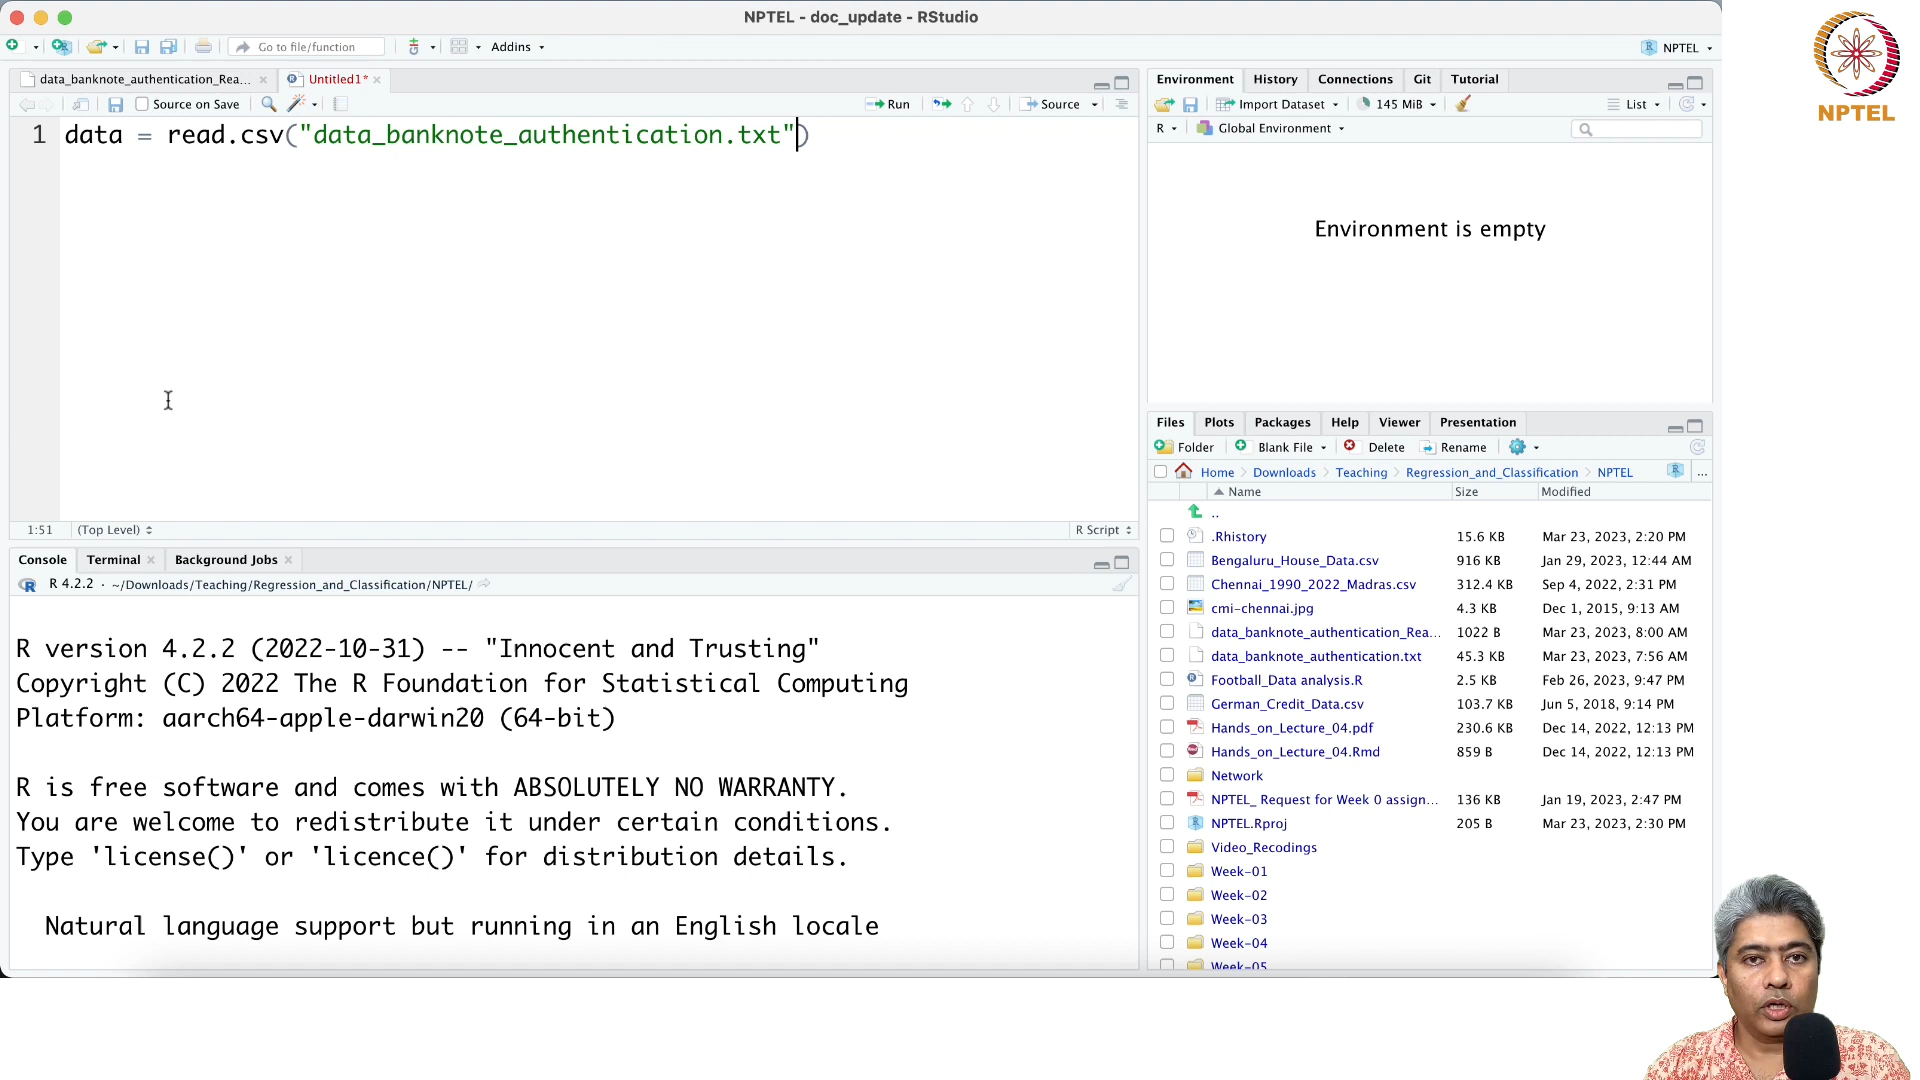 NPTEL - doc_update - RStudio
Go to file/function
Addins
NPTEL
data_banknote_authentication_Rea...
Untitled1*
Source on Save
Run
Source
1 data = read.csv("data_banknote_authentication.txt")
1:51 (Top Level)
R Script
Console Terminal Background Jobs
R 4.2.2 · ~/Downloads/Teaching/Regression_and_Classification/NPTEL/
R version 4.2.2 (2022-10-31) -- "Innocent and Trusting"
Copyright (C) 2022 The R Foundation for Statistical Computing
Platform: aarch64-apple-darwin20 (64-bit)
R is free software and comes with ABSOLUTELY NO WARRANTY.
You are welcome to redistribute it under certain conditions.
Type 'license()' or 'licence()' for distribution details.
Natural language support but running in an English locale
Environment History Connections Git Tutorial
Import Dataset 145 MiB List
R Global Environment
Environment is empty
Files Plots Packages Help Viewer Presentation
Folder Blank File Delete Rename
Home Downloads Teaching Regression_and_Classification NPTEL ...
Name Size Modified
..
.Rhistory 15.6 KB Mar 23, 2023, 2:20 PM
Bengaluru_House_Data.csv 916 KB Jan 29, 2023, 12:44 AM
Chennai_1990_2022_Madras.csv 312.4 KB Sep 4, 2022, 2:31 PM
cmi-chennai.jpg 4.3 KB Dec 1, 2015, 9:13 AM
data_banknote_authentication_Rea... 1022 B Mar 23, 2023, 8:00 AM
data_banknote_authentication.txt 45.3 KB Mar 23, 2023, 7:56 AM
Football_Data analysis.R 2.5 KB Feb 26, 2023, 9:47 PM
German_Credit_Data.csv 103.7 KB Jun 5, 2018, 9:14 PM
Hands_on_Lecture_04.pdf 230.6 KB Dec 14, 2022, 12:13 PM
Hands_on_Lecture_04.Rmd 859 B Dec 14, 2022, 12:13 PM
Network
NPTEL_ Request for Week 0 assign... 136 KB Jan 19, 2023, 2:47 PM
NPTEL.Rproj 205 B Mar 23, 2023, 2:30 PM
Video_Recodings
Week-01
Week-02
Week-03
Week-04
Week-05
NPTEL